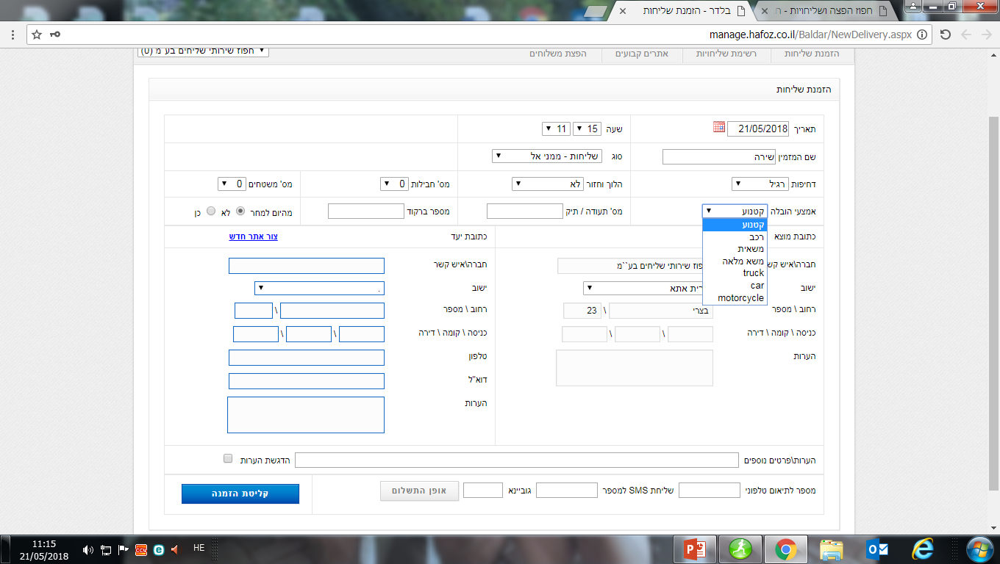 בלדר - הזמנת שליחות
חפוז הפצה ושליחויות - ת
manage.hafoz.co.il/Baldar/NewDelivery.aspx
הזמנת שליחות
רשימת שליחויות
אתרים קבועים
הפצת משלוחים
חפוז שירותי שליחים בע"מ (0)
הזמנת שליחות
תאריך 21/05/2018 שעה 15 11
שם המזמין שירה סוג שליחות - ממני אל
דחיפות רגיל הלוך וחזור לא מס' חבילות 0 מס' משטחים 0
אמצעי הובלה קטנוע מס' תעודה / תיק מספר ברקוד מהיום למחר לא כן
קטנוע
רכב
משאית
משא מלאה
truck
car
motorcycle
כתובת מוצא
חברה\איש קש
פוז שירותי שליחים בע``מ
ישוב רית אתא
רחוב \ מספר בצרי \ 23
כניסה \ קומה \ דירה \ \
הערות
כתובת יעד צור אתר חדש
חברה\איש קשר
ישוב .
רחוב \ מספר \
כניסה \ קומה \ דירה \ \
טלפון
דוא"ל
הערות
הערות\פרטים נוספים הדגשת הערות
מספר לתיאום טלפוני שליחת SMS למספר גוביינא אופן התשלום קליטת הזמנה
HE
11:15
21/05/2018